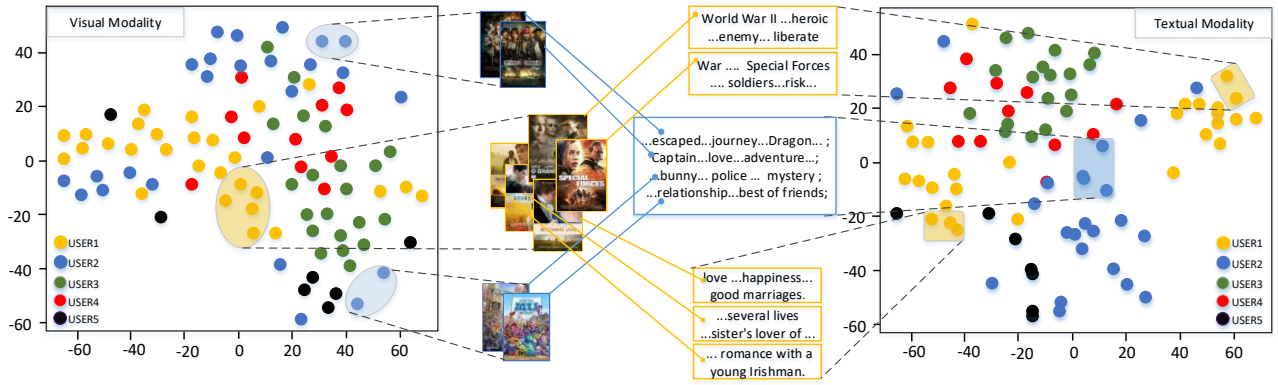 Visual Modality
40
20
0
-20
-40
-60
USER1
USER2
USER3
USER4
USER5
-60
-40
-20
0
20
40
60
SPECIAL
FORCES
World War II ...heroic
...enemy... liberate
War .... Special Forces
.... soldiers...risk...
...escaped...journey...Dragon... ;
Captain...love...adventure...;
...bunny... police ... mystery ;
...relationship...best of friends;
love ...happiness...
good marriages.
...several lives
...sister's lover of ...
... romance with a
young Irishman.
Textual Modality
40
20
0
-20
-40
-60
USER1
USER2
USER3
USER4
USER5
-60
-40
-20
0
20
40
60